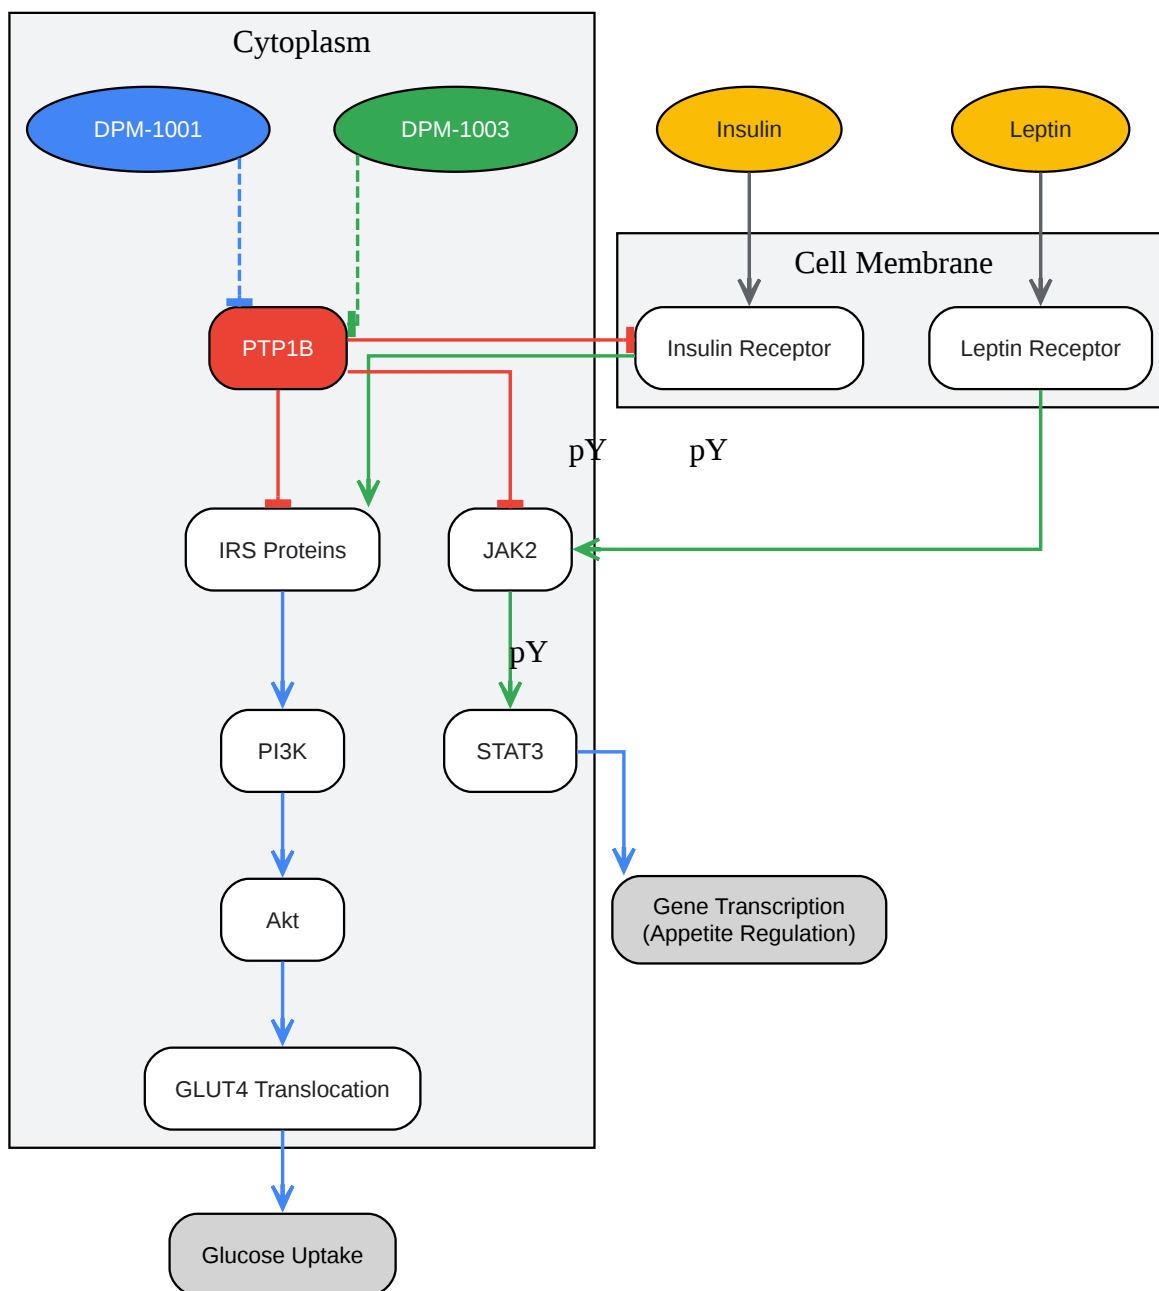 Cytoplasm
DPM-1001
DPM-1003
Insulin
Leptin
Cell Membrane
PTP1B
Insulin Receptor
Leptin Receptor
pY
pY
IRS Proteins
JAK2
pY
PI3K
STAT3
Akt
Gene Transcription
(Appetite Regulation)
GLUT4 Translocation
Glucose Uptake